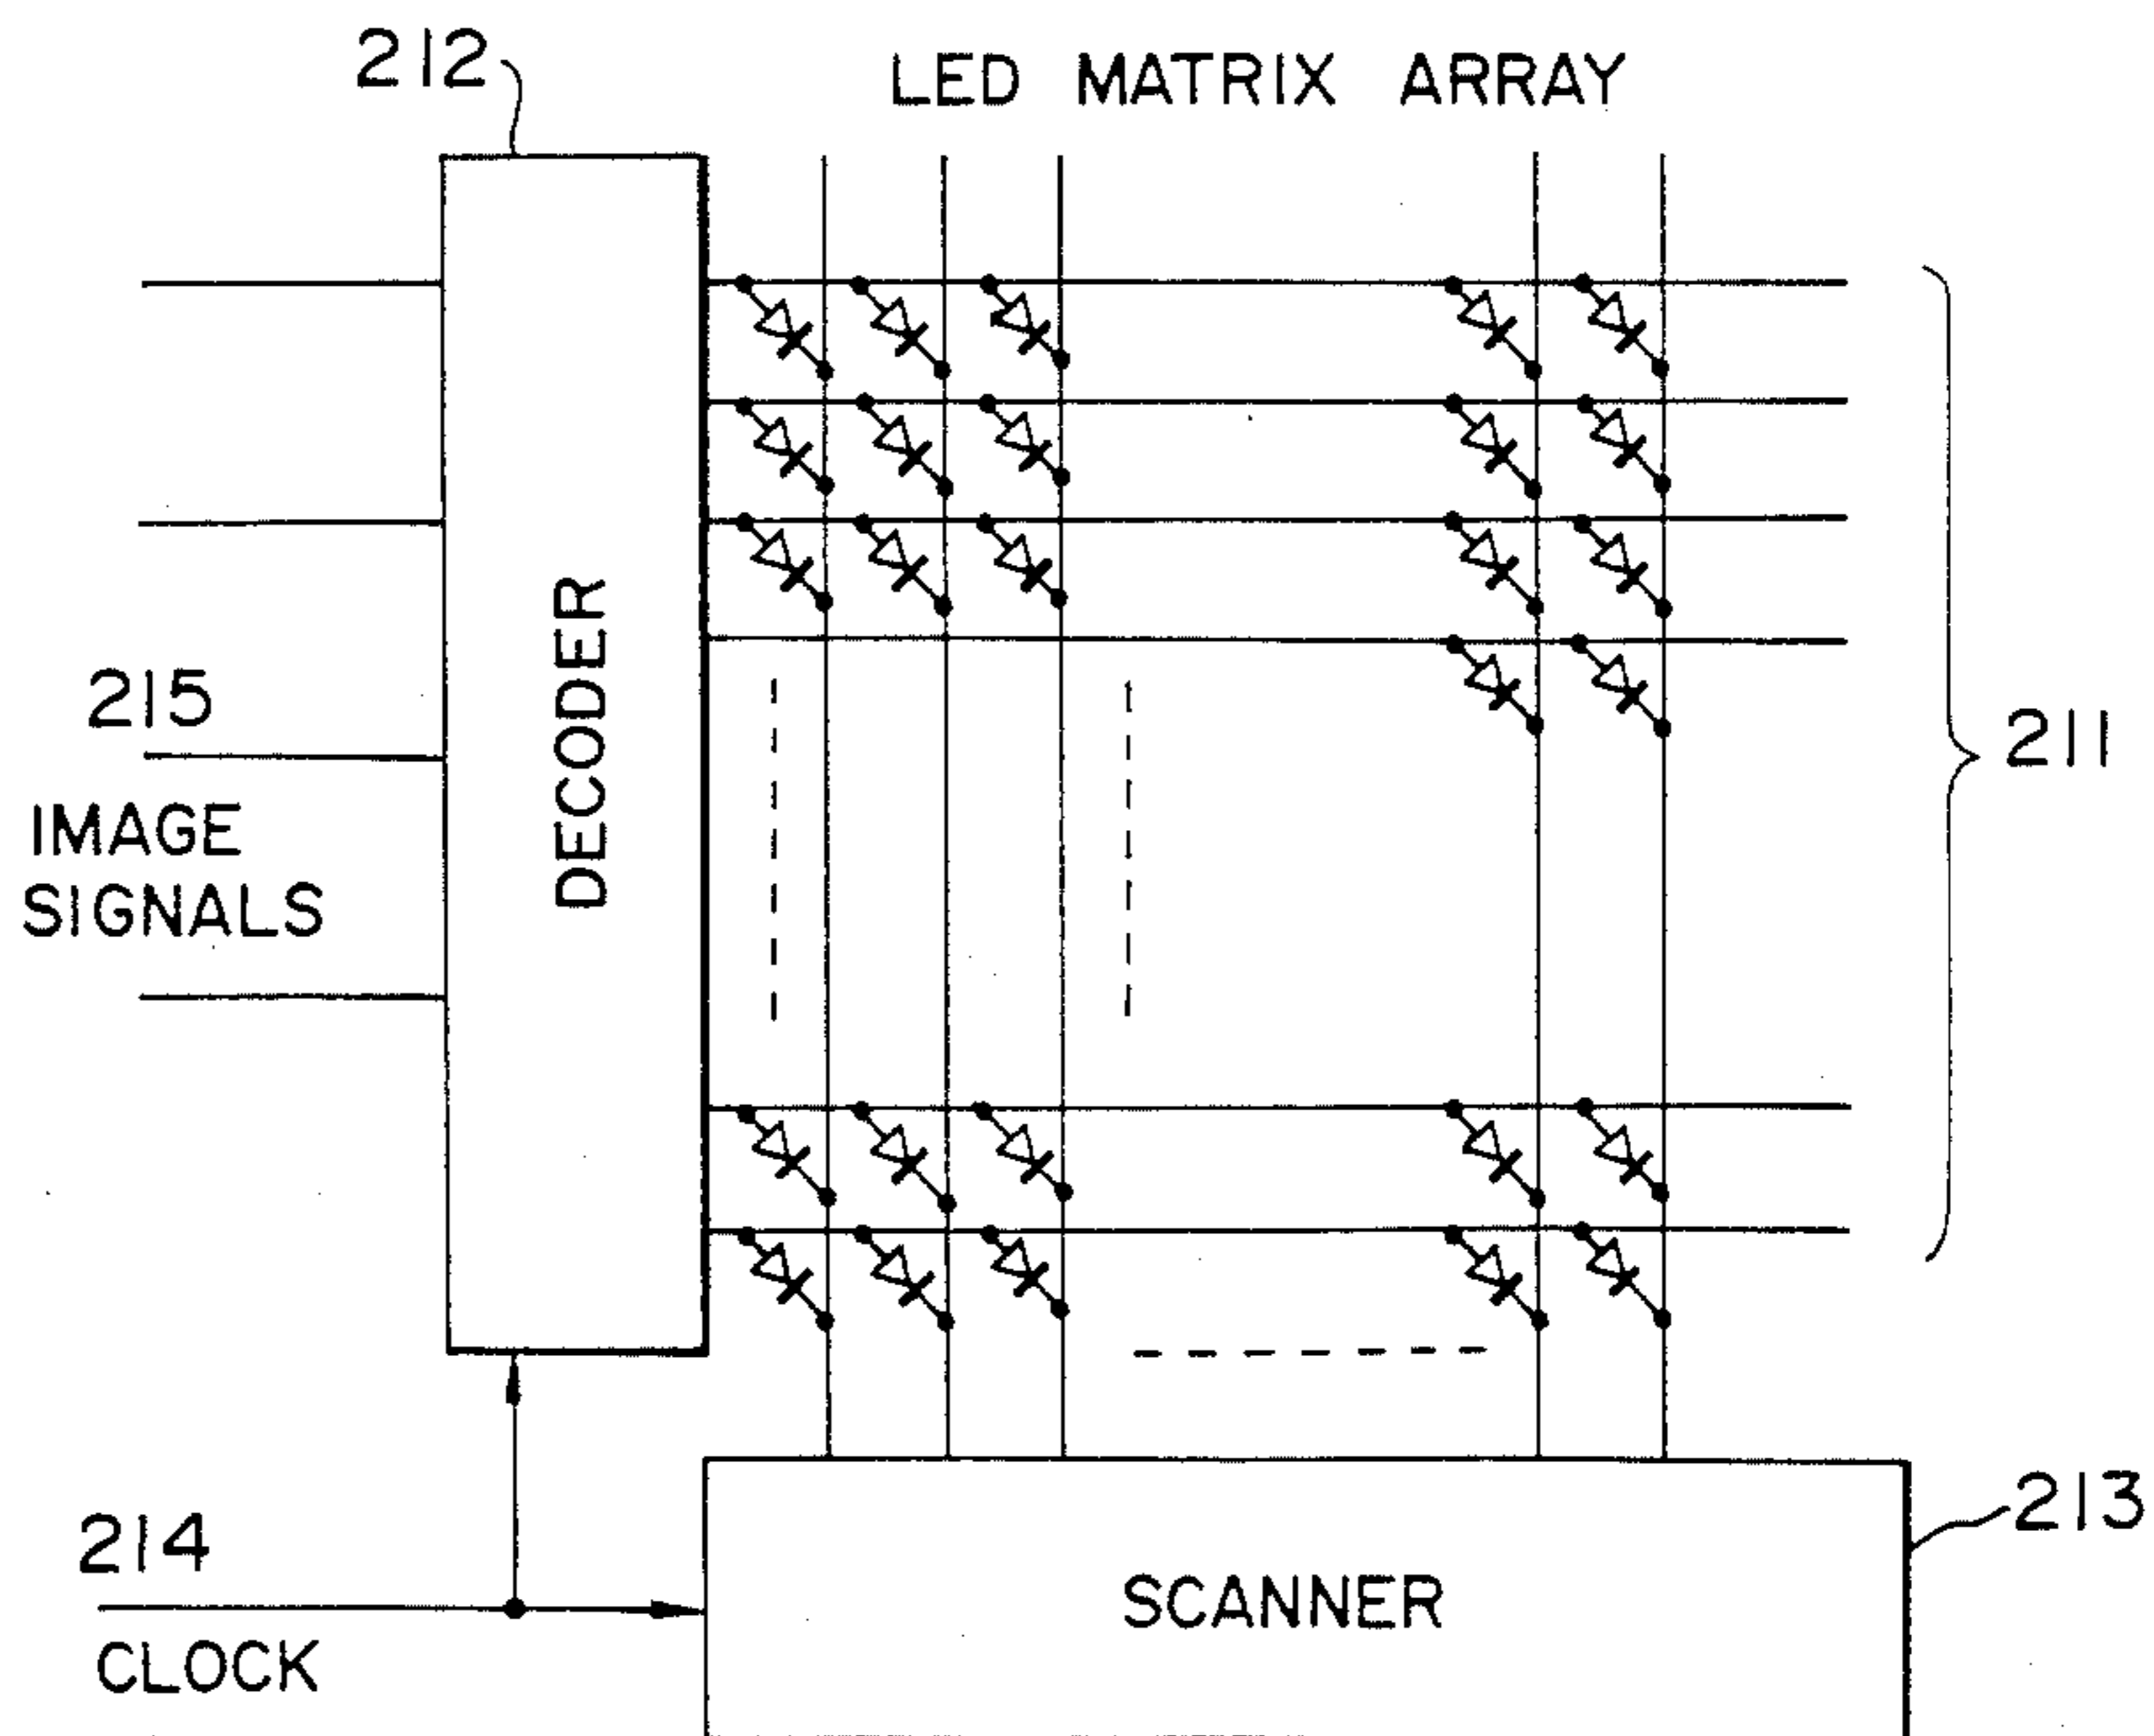 212
LED MATRIX ARRAY
DECODER
215
IMAGE
SIGNALS
211
214
CLOCK
SCANNER
213